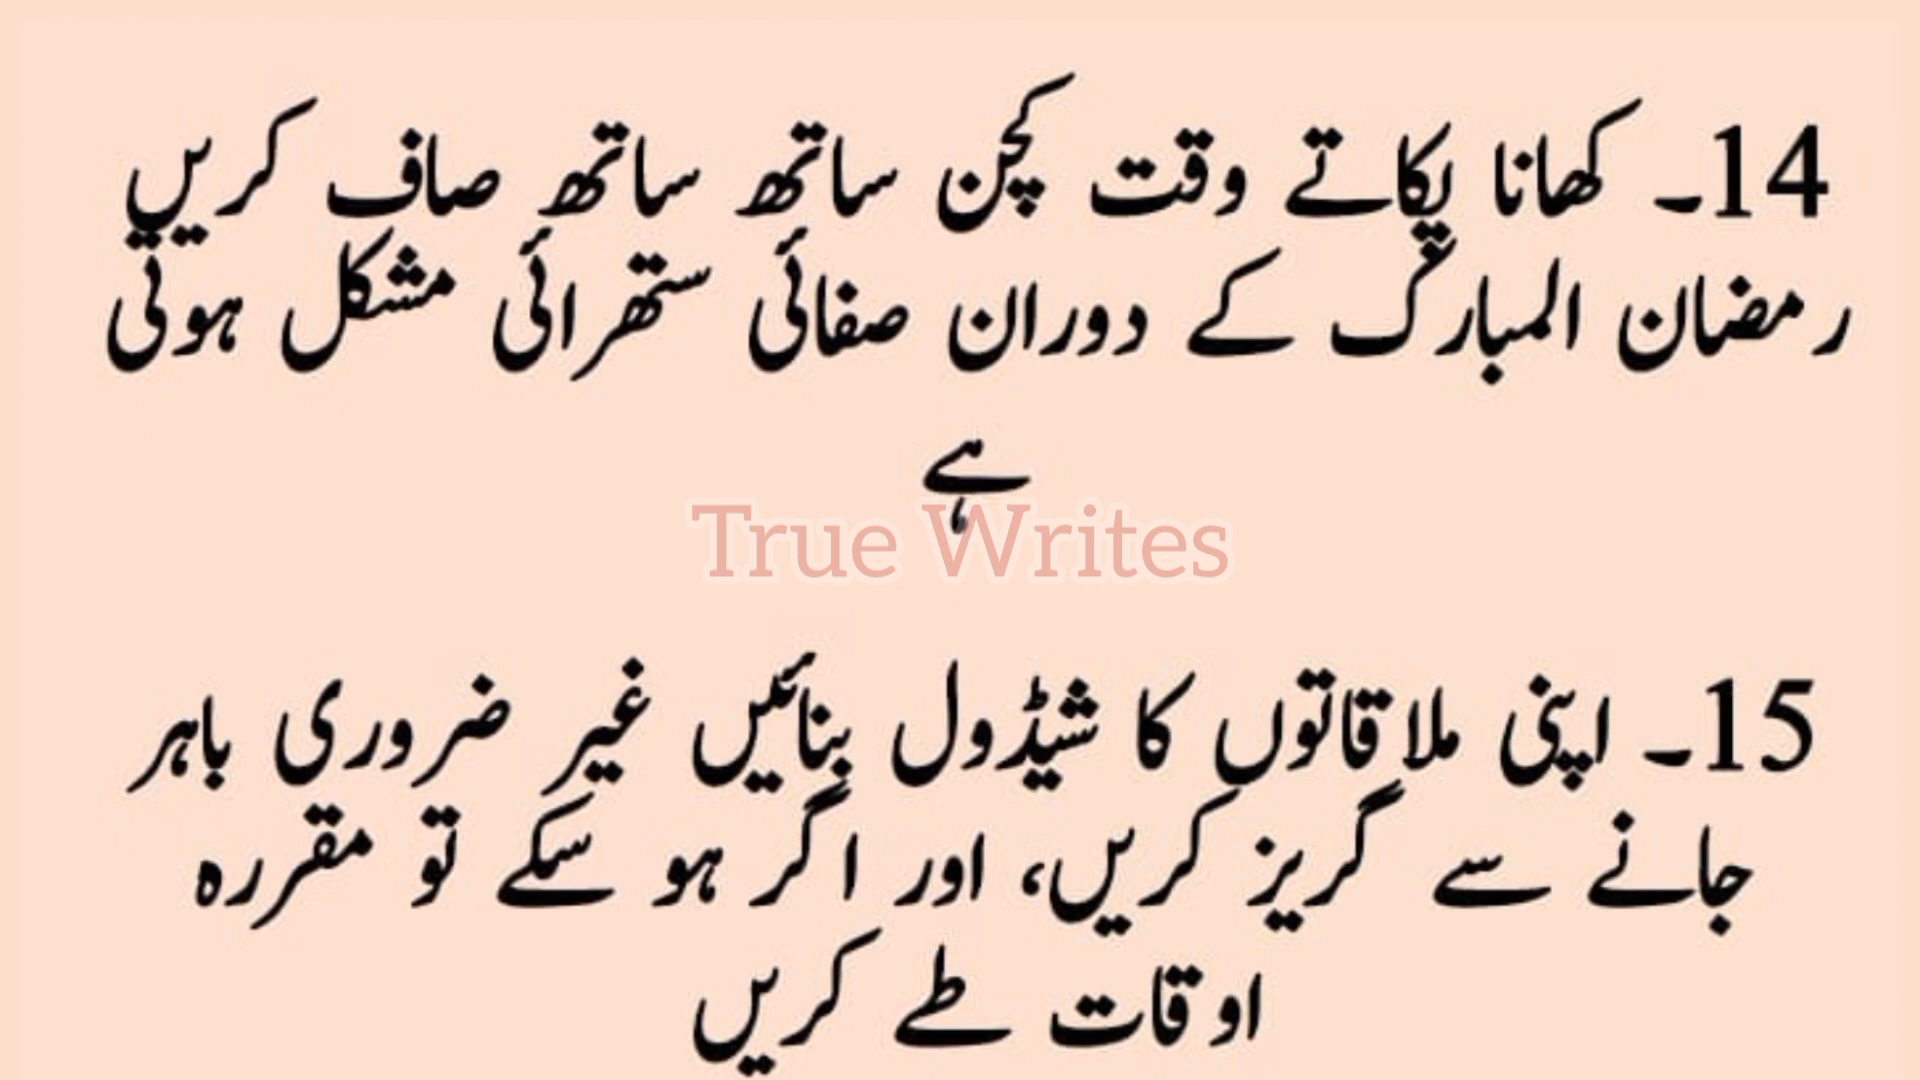 14۔ کھانا پکاتے وقت کچن ساتھ ساتھ صاف کریں
رمضان المبارک کے دوران صفائی ستھرائی مشکل ہوتی
ہے
True Writes
15۔ اپنی ملاقاتوں کا شیڈول بنائیں غیر ضروری باہر
جانے سے گریز کریں، اور اگر ہو سکے تو مقررہ
اوقات طے کریں